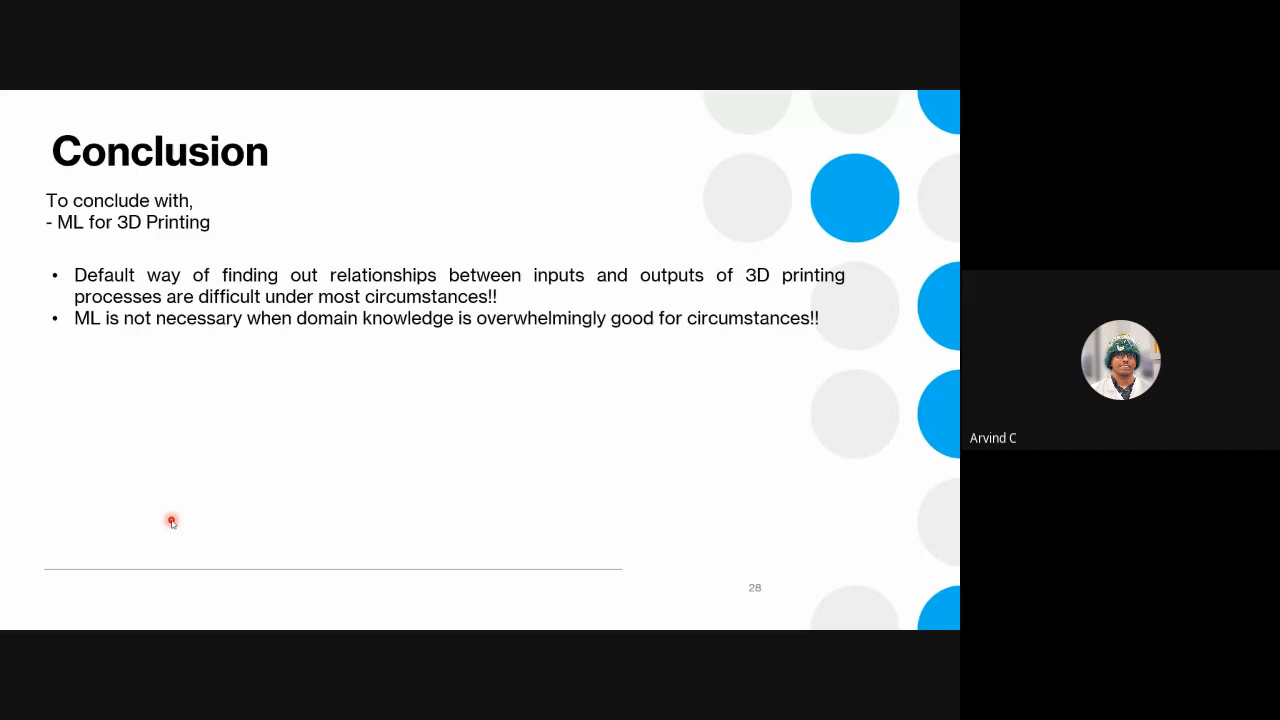 Conclusion
To conclude with,
- ML for 3D Printing
• Default way of finding out relationships between inputs and outputs of 3D printing
processes are difficult under most circumstances!!
• ML is not necessary when domain knowledge is overwhelmingly good for circumstances!!
28
Arvind C